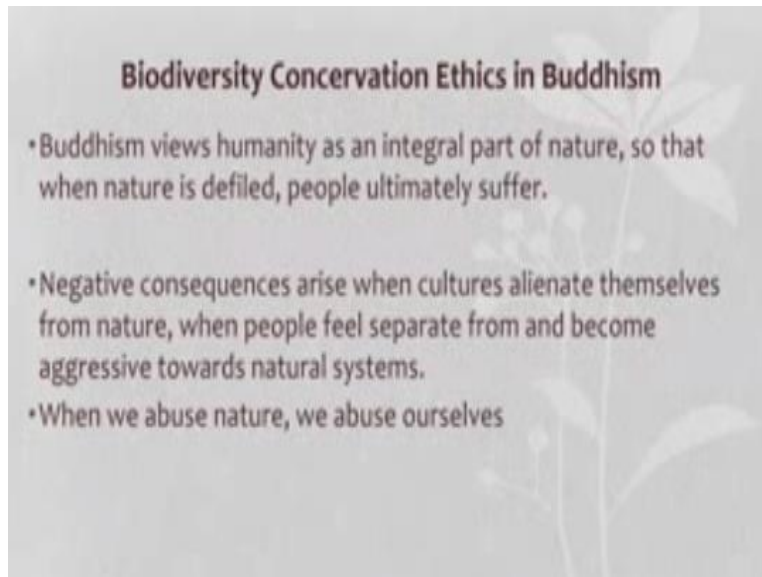 Biodiversity Concervation Ethics in Buddhism
•Buddhism views humanity as an integral part of nature, so that
when nature is defiled, people ultimately suffer.
•Negative consequences arise when cultures alienate themselves
from nature, when people feel separate from and become
aggressive towards natural systems.
•When we abuse nature, we abuse ourselves